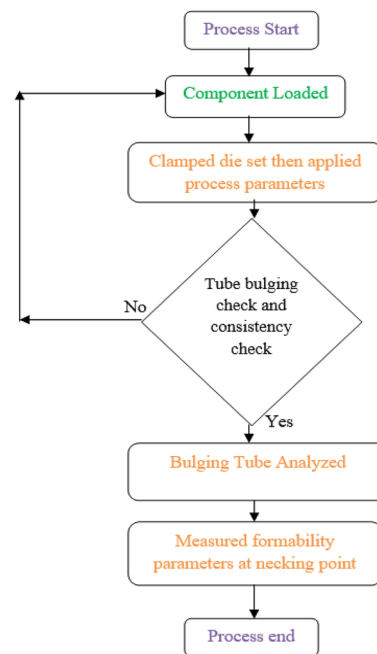 Process Start
Component Loaded
Clamped die set then applied
process parameters
Tube bulging
check and
consistency
check
No
Yes
Bulging Tube Analyzed
Measured formability
parameters at necking point
Process end